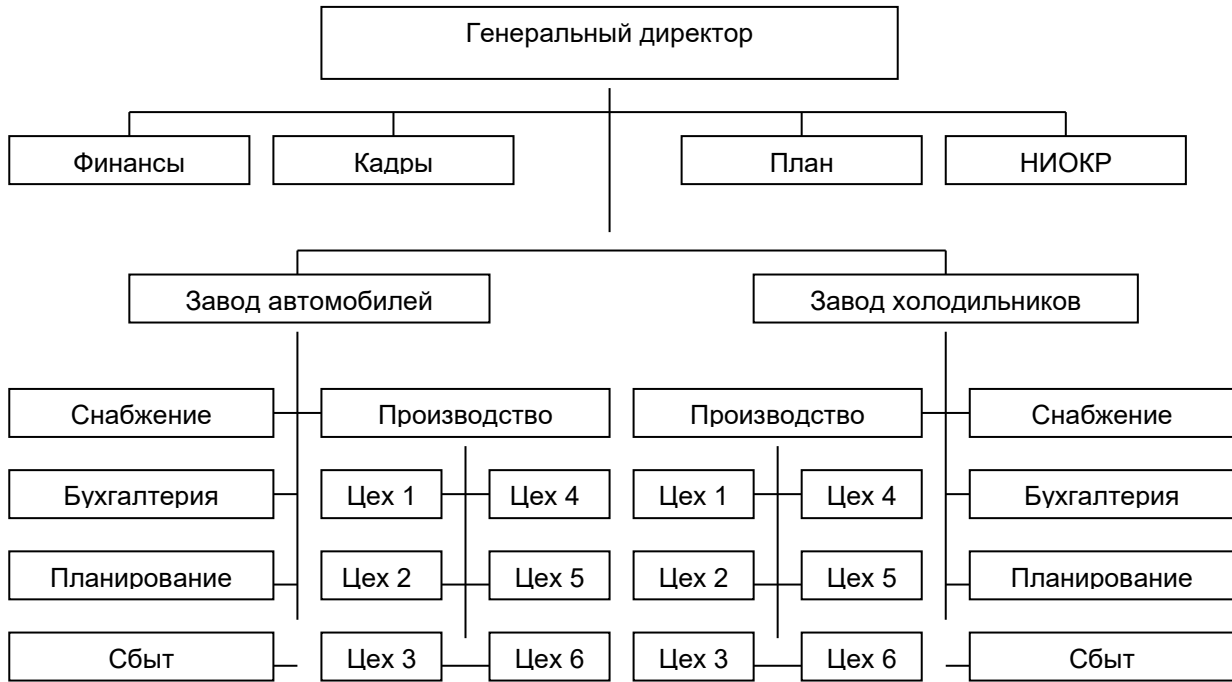 Генеральный директор
Финансы
Кадры
План
НИОКР
Завод автомобилей
Завод холодильников
Снабжение
Производство
Производство
Снабжение
Бухгалтерия
Цех 1
Цех 4
Цех 1
Цех 4
Бухгалтерия
Планирование
Цех 2
Цех 5
Цех 2
Цех 5
Планирование
Сбыт
Цех 3
Цех 6
Цех 3
Цех 6
Сбыт